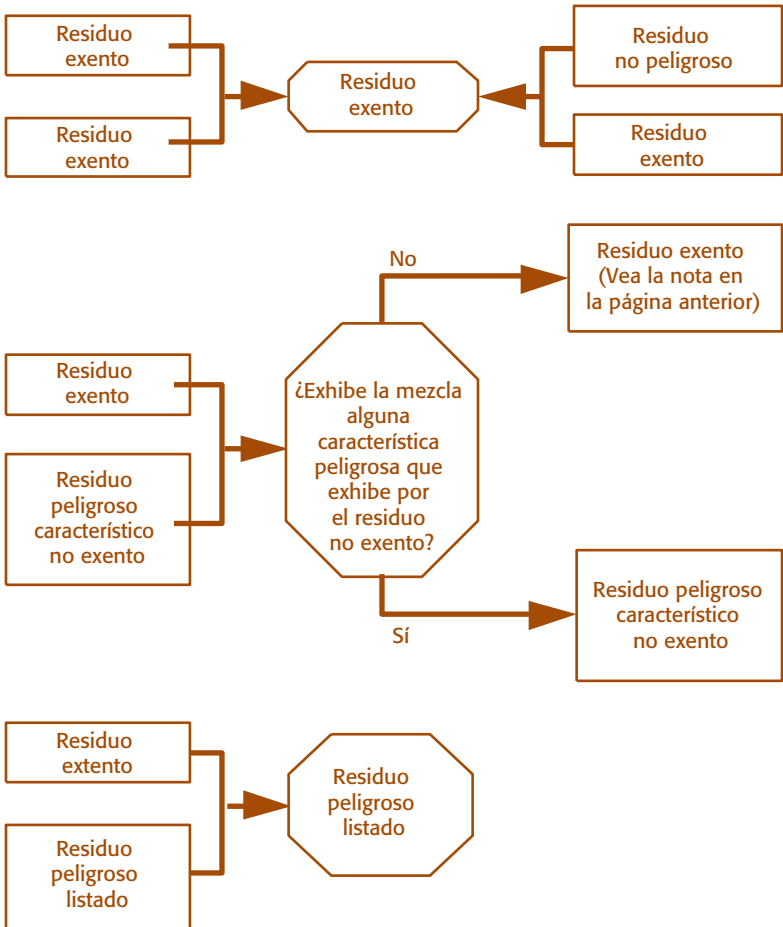 Residuo
exento
Residuo
exento
Residuo
exento
Residuo
no peligroso
Residuo
exento
Residuo
exento
Residuo
peligroso
característico
no exento
¿Exhibe la mezcla
alguna
característica
peligrosa que
exhibe por
el residuo
no exento?
No
Residuo exento
(Vea la nota en
la página anterior)
Sí
Residuo peligroso
característico
no exento
Residuo
extento
Residuo
peligroso
listado
Residuo
peligroso
listado